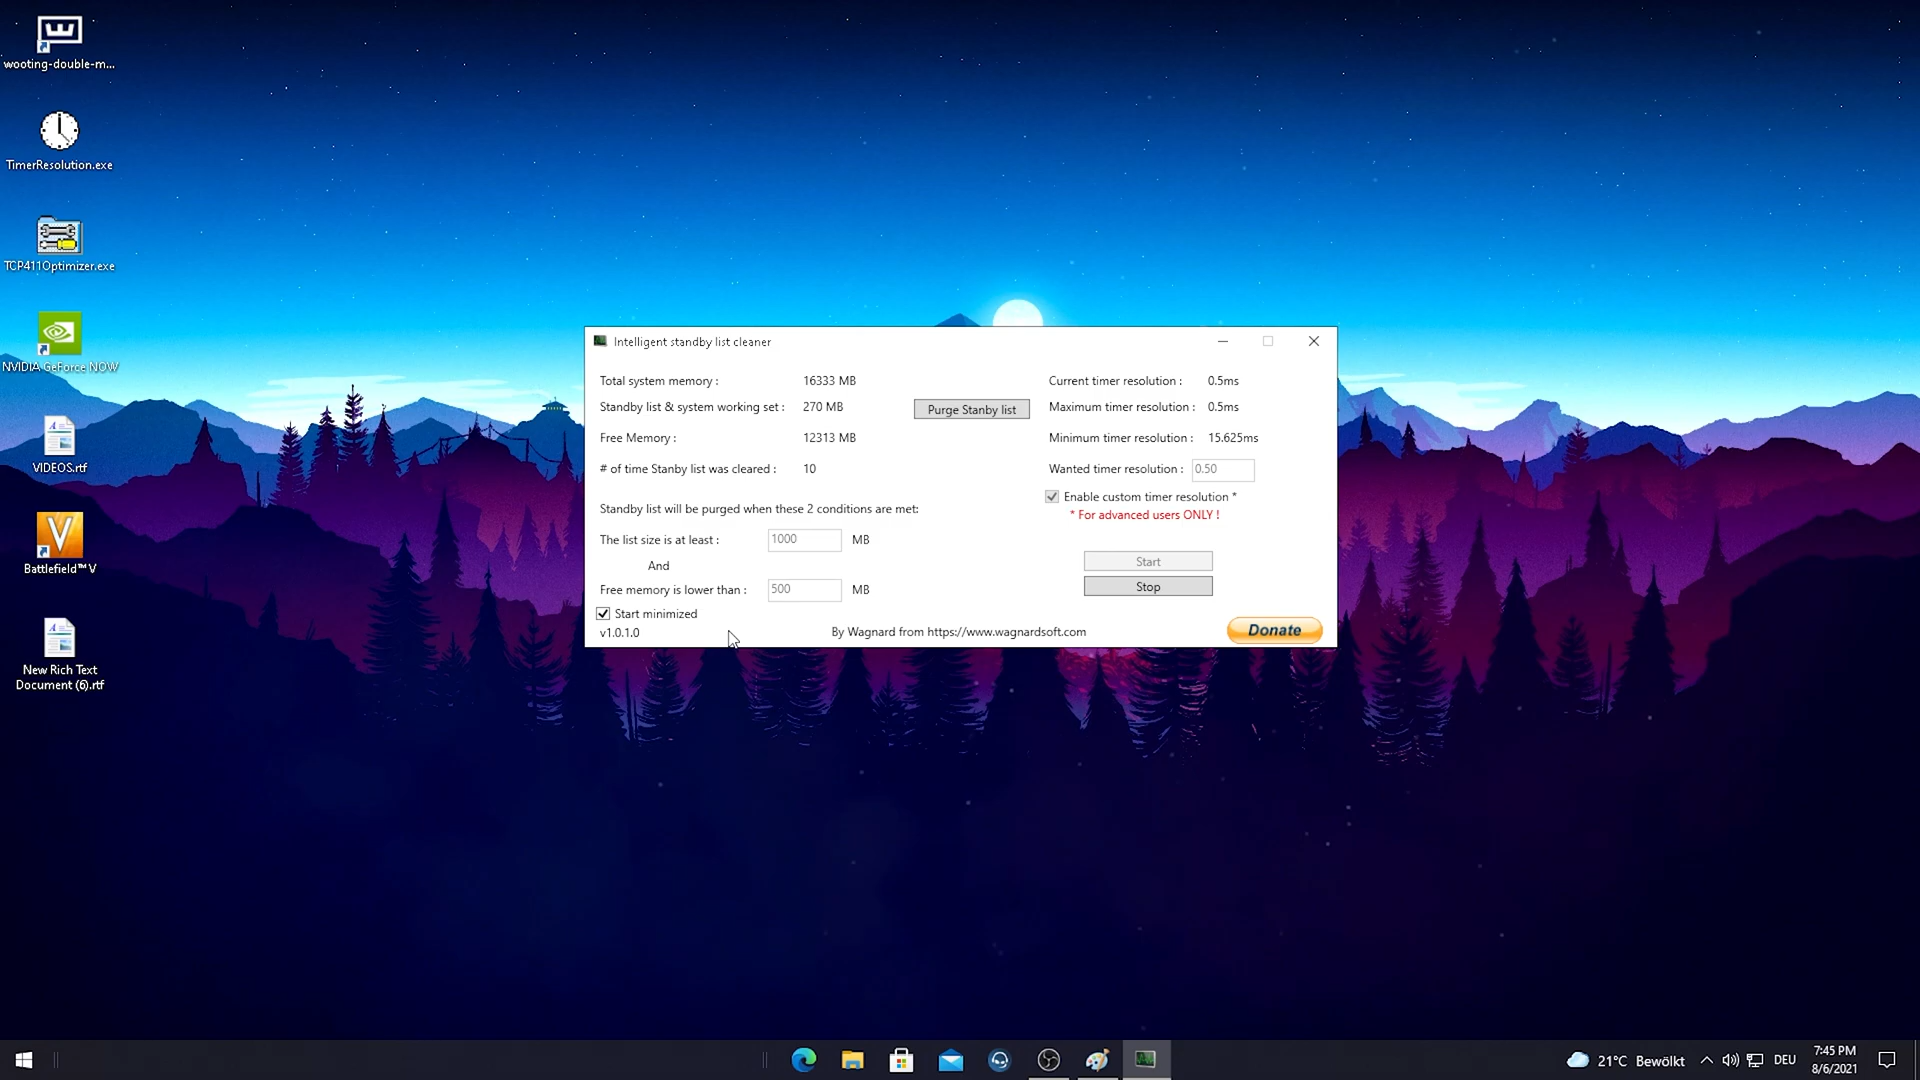 wooting-double-m...
TimerResolution.exe
TCP411Optimizer.exe
NVIDIA GeForce NOW
VIDEOS.rtf
Battlefield™ V
New Rich Text
Document (6).rtf
Intelligent standby list cleaner
Total system memory : 16333 MB
Standby list & system working set : 270 MB
Purge Stanby list
Free Memory : 12313 MB
# of time Stanby list was cleared : 10
Standby list will be purged when these 2 conditions are met:
The list size is at least : 1000 MB
And
Free memory is lower than : 500 MB
Start minimized
v1.0.1.0
By Wagnard from https://www.wagnardsoft.com
Current timer resolution : 0.5ms
Maximum timer resolution : 0.5ms
Minimum timer resolution : 15.625ms
Wanted timer resolution : 0.50
Enable custom timer resolution *
* For advanced users ONLY !
Start
Stop
Donate
21°C Bewölkt
DEU
7:45 PM
8/6/2021